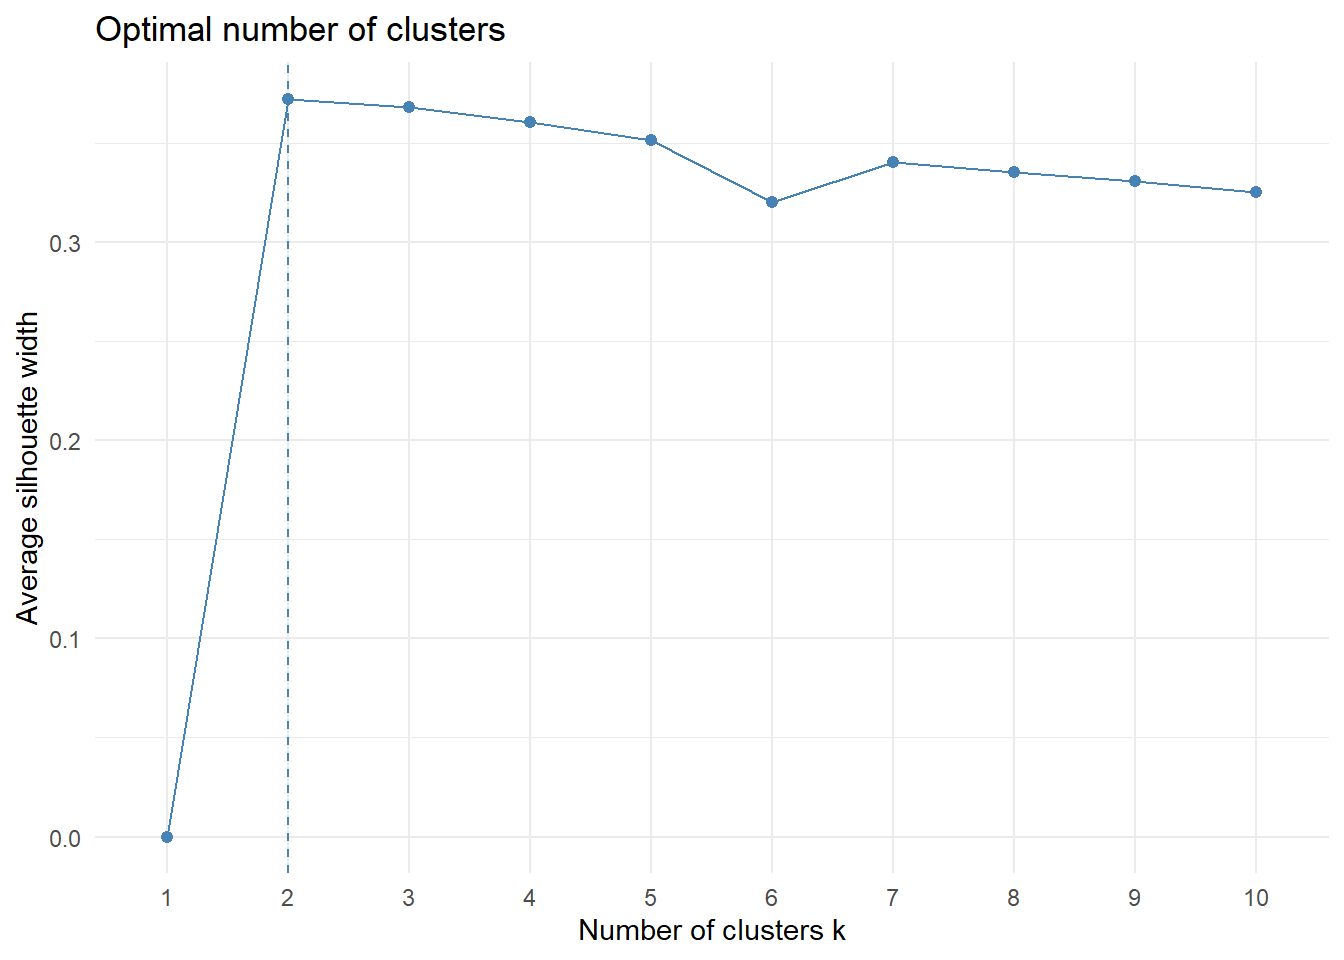 Optimal number of clusters
Average silhouette width
0.3
0.2
0.1
0.0
1 2 3 4 5 6 7 8 9 10
Number of clusters k